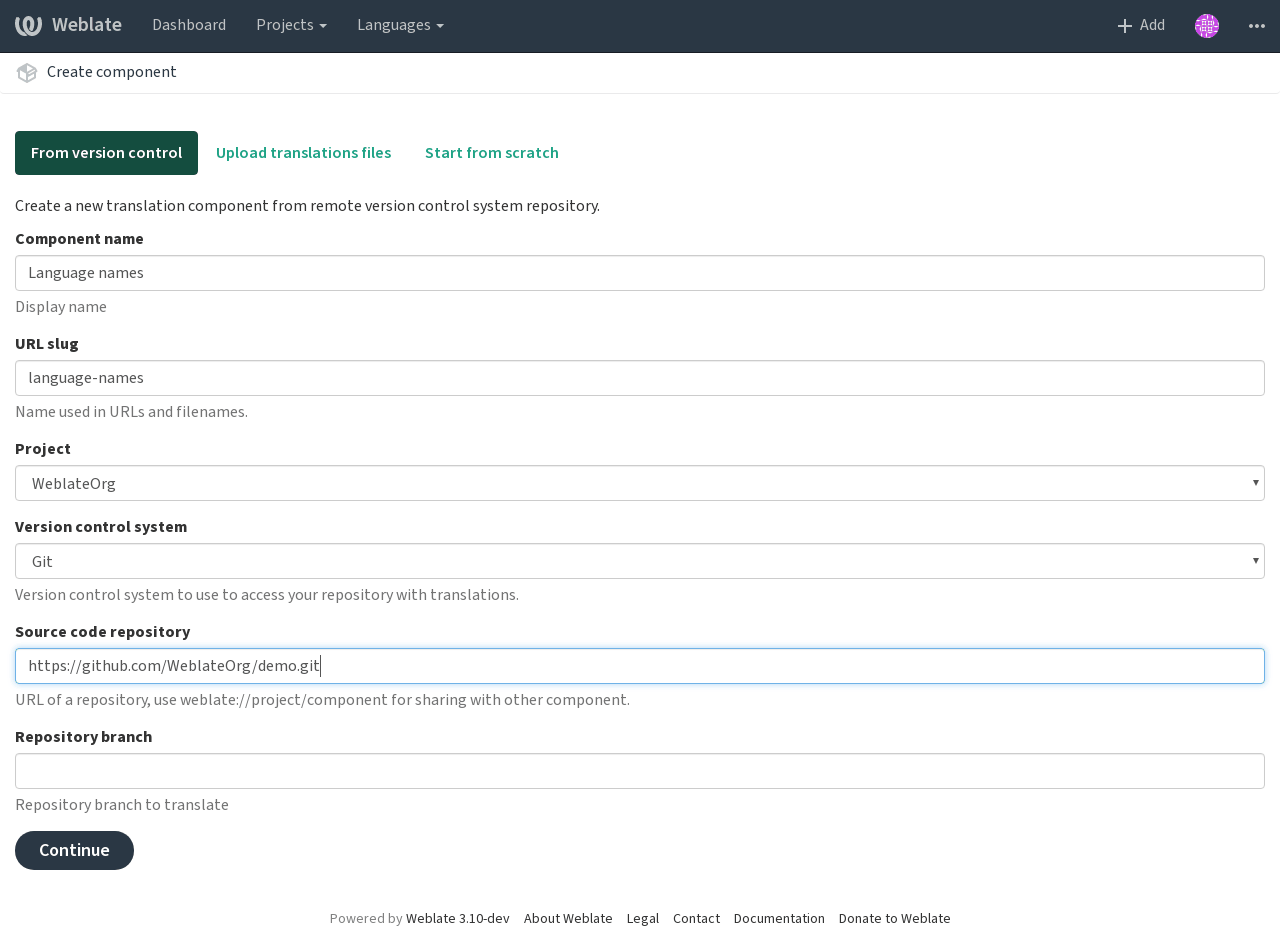 Weblate Dashboard Projects Languages Add
Create component
From version control Upload translations files Start from scratch
Create a new translation component from remote version control system repository.
Component name
Language names
Display name
URL slug
language-names
Name used in URLs and filenames.
Project
WeblateOrg
Version control system
Git
Version control system to use to access your repository with translations.
Source code repository
https://github.com/WeblateOrg/demo.git
URL of a repository, use weblate://project/component for sharing with other component.
Repository branch
Repository branch to translate
Continue
Powered by Weblate 3.10-dev About Weblate Legal Contact Documentation Donate to Weblate